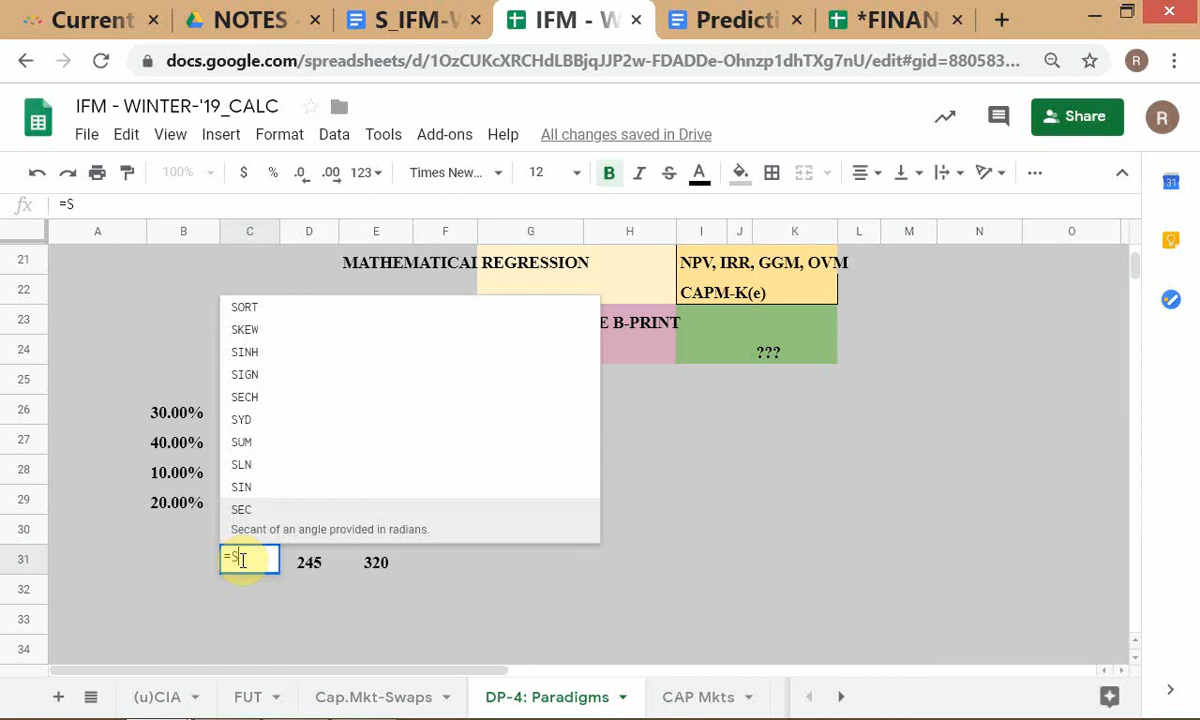 Current
NOTES
S_IFM-W
IFM - W
Predicti
*FINAN
docs.google.com/spreadsheets/d/1OzCUKcXRCHdLBBjqJJP2w-FDADDe-Ohnzp1dhTXg7nU/edit#gid=880583...
R
IFM - WINTER-'19_CALC
File Edit View Insert Format Data Tools Add-ons Help All changes saved in Drive
Share
R
100% $ % .0 .00 123 Times New... 12 B I S A
31
fx =S
A B C D E F G H I J K L M N O
21 MATHEMATICAL REGRESSION NPV, IRR, GGM, OVM
22 CAPM-K(e)
23 E B-PRINT
24 ???
25
26 30.00%
27 40.00%
28 10.00%
29 20.00%
30
31 =S 245 320
32
33
34
SORT
SKEW
SINH
SIGN
SECH
SYD
SUM
SLN
SIN
SEC
Secant of an angle provided in radians.
(u)CIA FUT Cap.Mkt-Swaps DP-4: Paradigms CAP Mkts